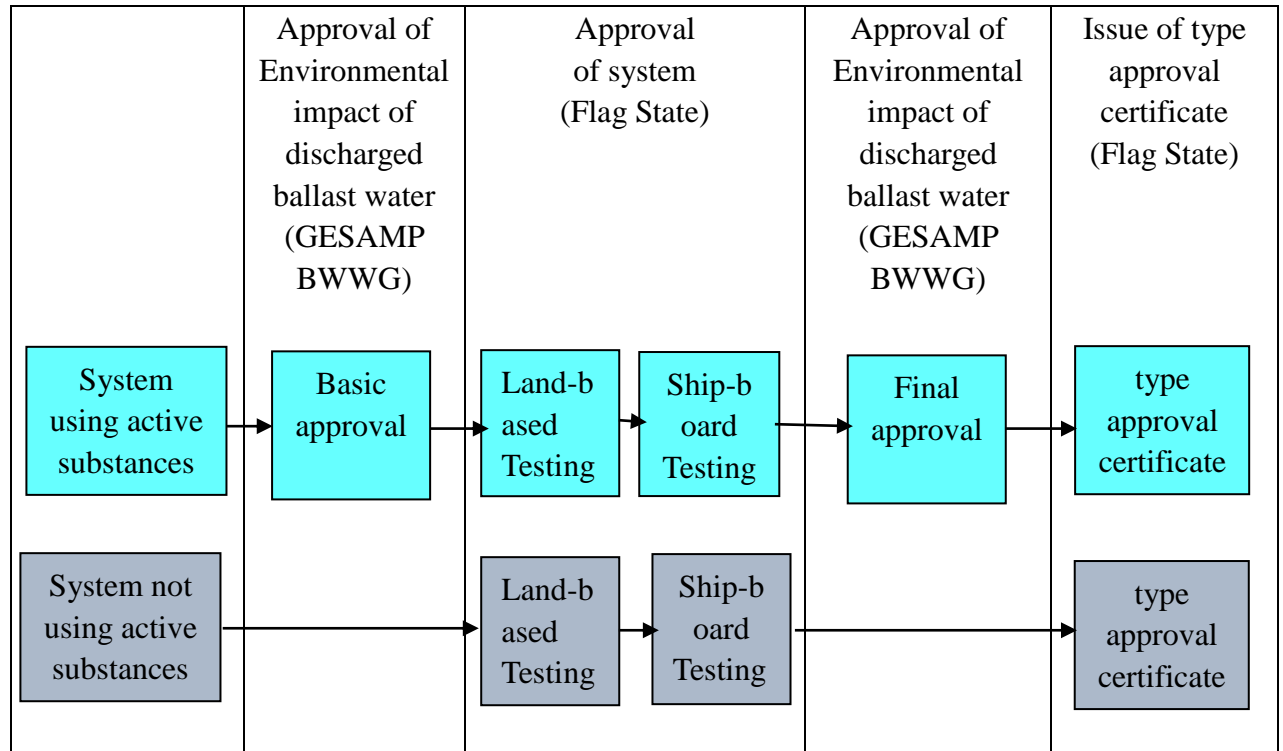 Approval of
Environmental
impact of
discharged
ballast water
(GESAMP
BWWG)
Approval
of system
(Flag State)
Approval of
Environmental
impact of
discharged
ballast water
(GESAMP
BWWG)
Issue of type
approval
certificate
(Flag State)
System
using active
substances
Basic
approval
Land-b
ased
Testing
Ship-b
oard
Testing
Final
approval
type
approval
certificate
System not
using active
substances
Land-b
ased
Testing
Ship-b
oard
Testing
type
approval
certificate